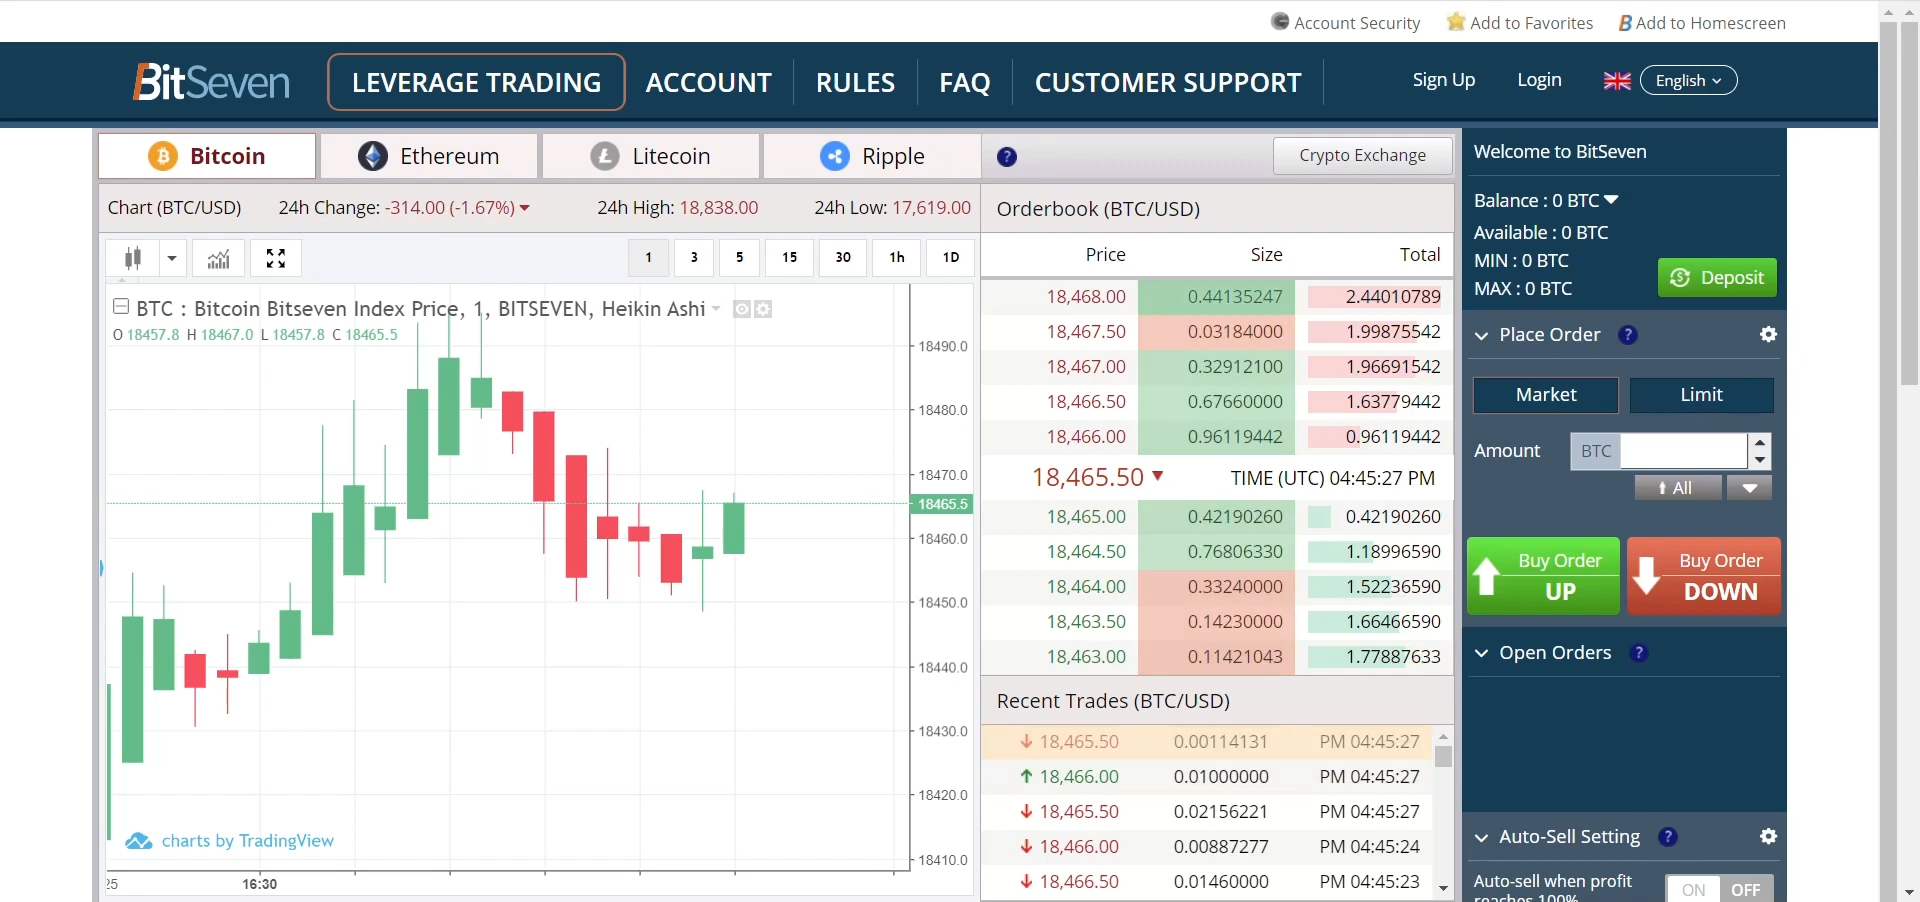 Account Security Add to Favorites Add to Homescreen
BitSeven LEVERAGE TRADING ACCOUNT RULES FAQ CUSTOMER SUPPORT Sign Up Login English
Bitcoin Ethereum Litecoin Ripple ? Crypto Exchange
Chart (BTC/USD) 24h Change: -314.00 (-1.67%) 24h High: 18,838.00 24h Low: 17,619.00
1 3 5 15 30 1h 1D
BTC : Bitcoin Bitseven Index Price, 1, BITSEVEN, Heikin Ashi
O 18457.8 H 18467.0 L 18457.8 C 18465.5
18490.0
18480.0
18470.0
18465.5
18460.0
18450.0
18440.0
18430.0
18420.0
18410.0
charts by TradingView
25 16:30
Orderbook (BTC/USD)
Price Size Total
18,468.00 0.44135247 2.44010789
18,467.50 0.03184000 1.99875542
18,467.00 0.32912100 1.96691542
18,466.50 0.67660000 1.63779442
18,466.00 0.96119442 0.96119442
18,465.50 TIME (UTC) 04:45:27 PM
18,465.00 0.42190260 0.42190260
18,464.50 0.76806330 1.18996590
18,464.00 0.33240000 1.52236590
18,463.50 0.14230000 1.66466590
18,463.00 0.11421043 1.77887633
Recent Trades (BTC/USD)
18,465.50 0.00114131 PM 04:45:27
18,466.00 0.01000000 PM 04:45:27
18,465.50 0.02156221 PM 04:45:27
18,466.00 0.00887277 PM 04:45:24
18,466.50 0.01460000 PM 04:45:23
Welcome to BitSeven
Balance : 0 BTC
Available : 0 BTC
MIN : 0 BTC
MAX : 0 BTC
Deposit
Place Order ?
Market Limit
Amount BTC
All
Buy Order UP
Buy Order DOWN
Open Orders ?
Auto-Sell Setting ?
Auto-sell when profit
reaches 100%
ON OFF